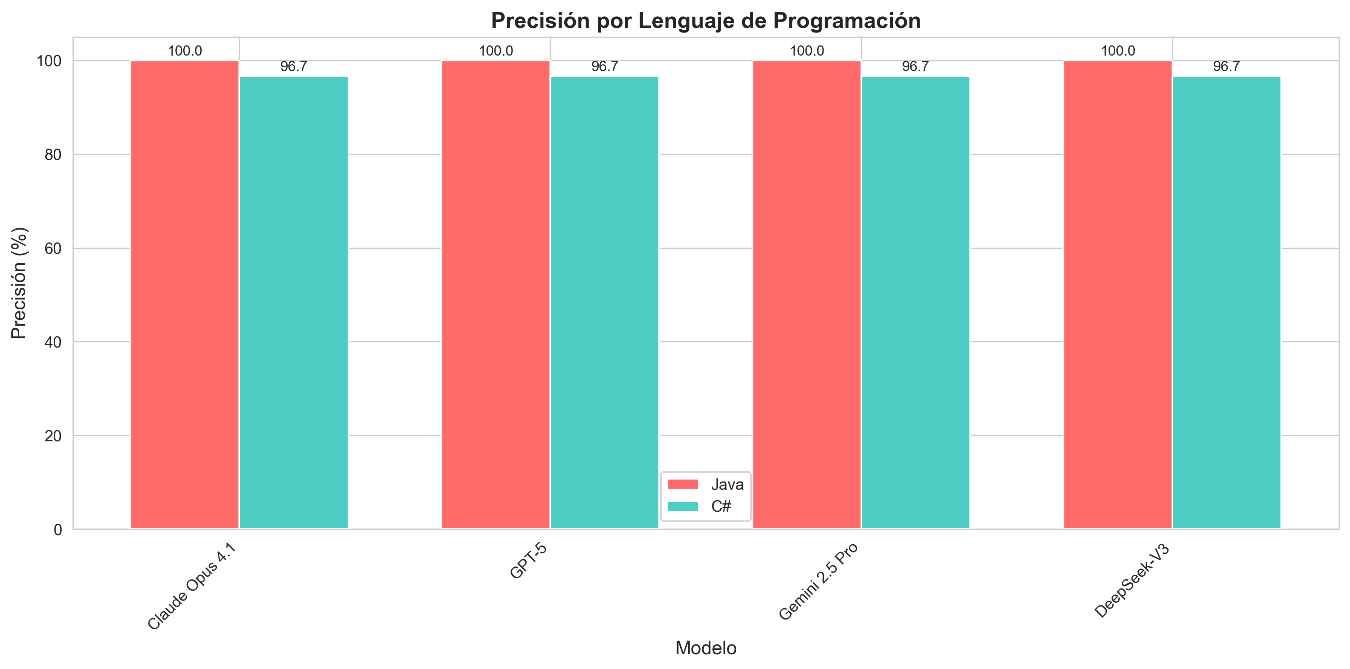 Precisión por Lenguaje de Programación
100.0
96.7
100.0
96.7
100.0
96.7
100.0
96.7
100
80
60
40
20
0
Precisión (%)
Java
C#
Claude Opus 4.1
GPT-5
Gemini 2.5 Pro
DeepSeek-V3
Modelo